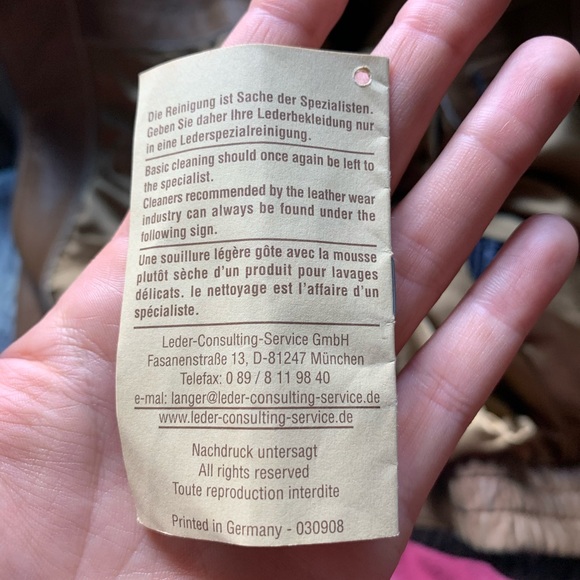 Die Reinigung ist Sache der Spezialisten.
Geben Sie daher Ihre Lederbekleidung nur
in eine Lederspezialreinigung.
Basic cleaning should once again be left to
the specialist.
Cleaners recommended by the leather wear
industry can always be found under the
following sign.
Une souillure légère gôte avec la mousse
plutôt sèche d'un produit pour lavages
délicats. le nettoyage est l'affaire d'un
spécialiste.
Leder-Consulting-Service GmbH
Fasanenstraße 13, D-81247 München
Telefax: 0 89 / 8 11 98 40
e-mal: langer@leder-consulting-service.de
www.leder-consulting-service.de
Nachdruck untersagt
All rights reserved
Toute reproduction interdite
Printed in Germany - 030908